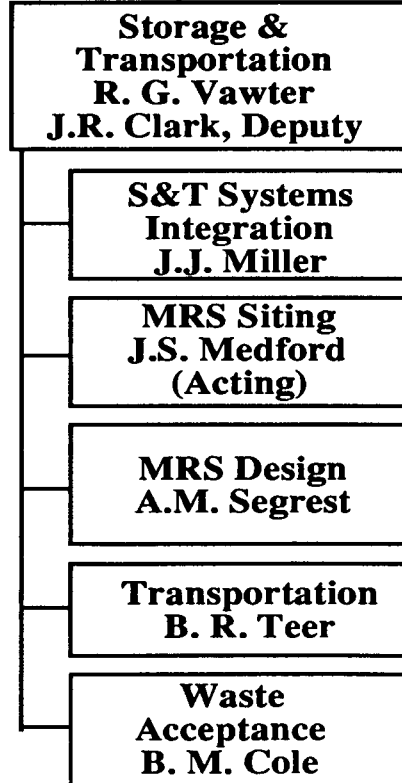 Storage &
Transportation
R. G. Vawter
J.R. Clark, Deputy
S&T Systems
Integration
J.J. Miller
MRS Siting
J.S. Medford
(Acting)
MRS Design
A.M. Segrest
Transportation
B. R. Teer
Waste
Acceptance
B. M. Cole